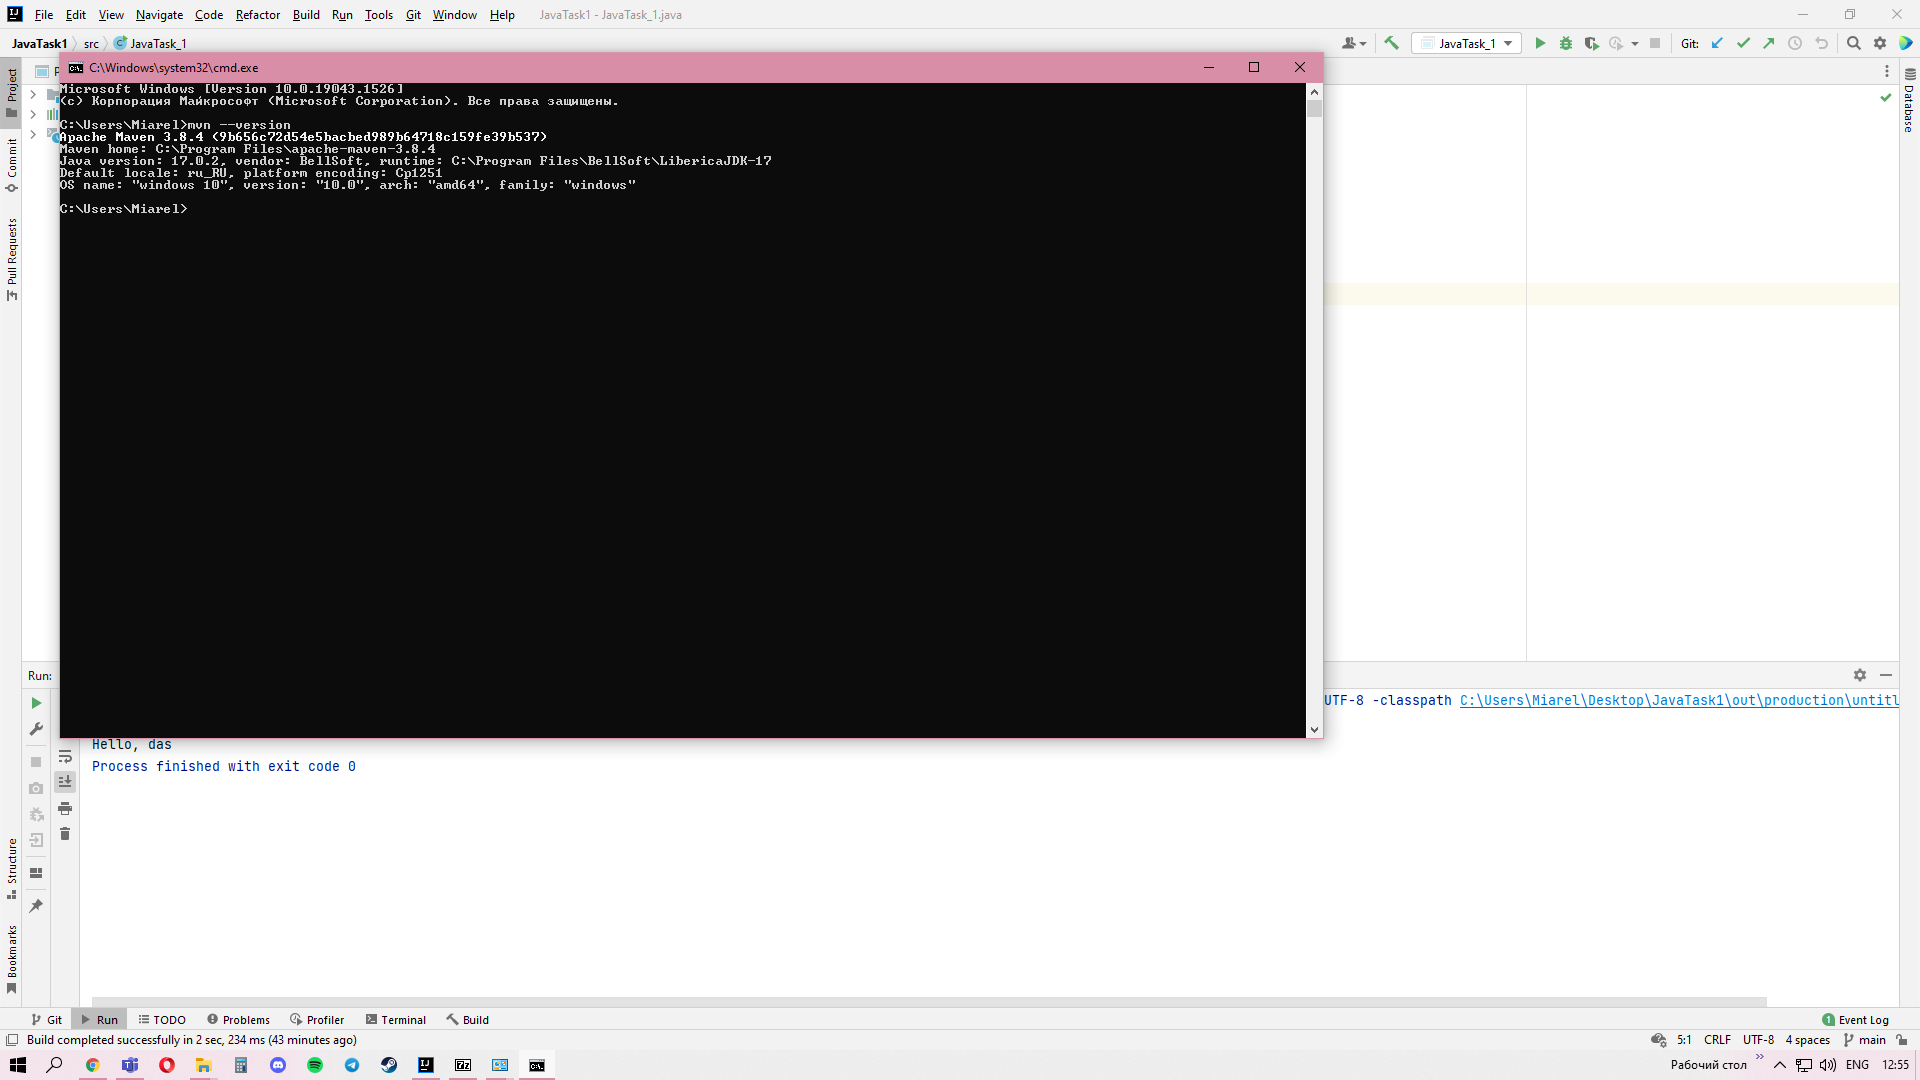 File Edit View Navigate Code Refactor Build Run Tools Git Window Help JavaTask1 - JavaTask_1.java
JavaTask1 src JavaTask_1
JavaTask_1
Git:
C:\Windows\system32\cmd.exe
Microsoft Windows [Version 10.0.19043.1526]
(c) Корпорация Майкрософт (Microsoft Corporation). Все права защищены.
C:\Users\Miarel>mvn --version
Apache Maven 3.8.4 (9b656c72d54e5bacbed989b64718c159fe39b537)
Maven home: C:\Program Files\apache-maven-3.8.4
Java version: 17.0.2, vendor: BellSoft, runtime: C:\Program Files\BellSoft\LibericaJDK-17
Default locale: ru_RU, platform encoding: Cp1251
OS name: "windows 10", version: "10.0", arch: "amd64", family: "windows"
C:\Users\Miarel>
Project
Commit
Pull Requests
Structure
Bookmarks
Database
Run:
UTF-8 -classpath C:\Users\Miarel\Desktop\JavaTask1\out\production\untitl
Hello, das
Process finished with exit code 0
Git Run TODO Problems Profiler Terminal Build
1 Event Log
Build completed successfully in 2 sec, 234 ms (43 minutes ago)
5:1 CRLF UTF-8 4 spaces main
Рабочий стол
ENG 12:55